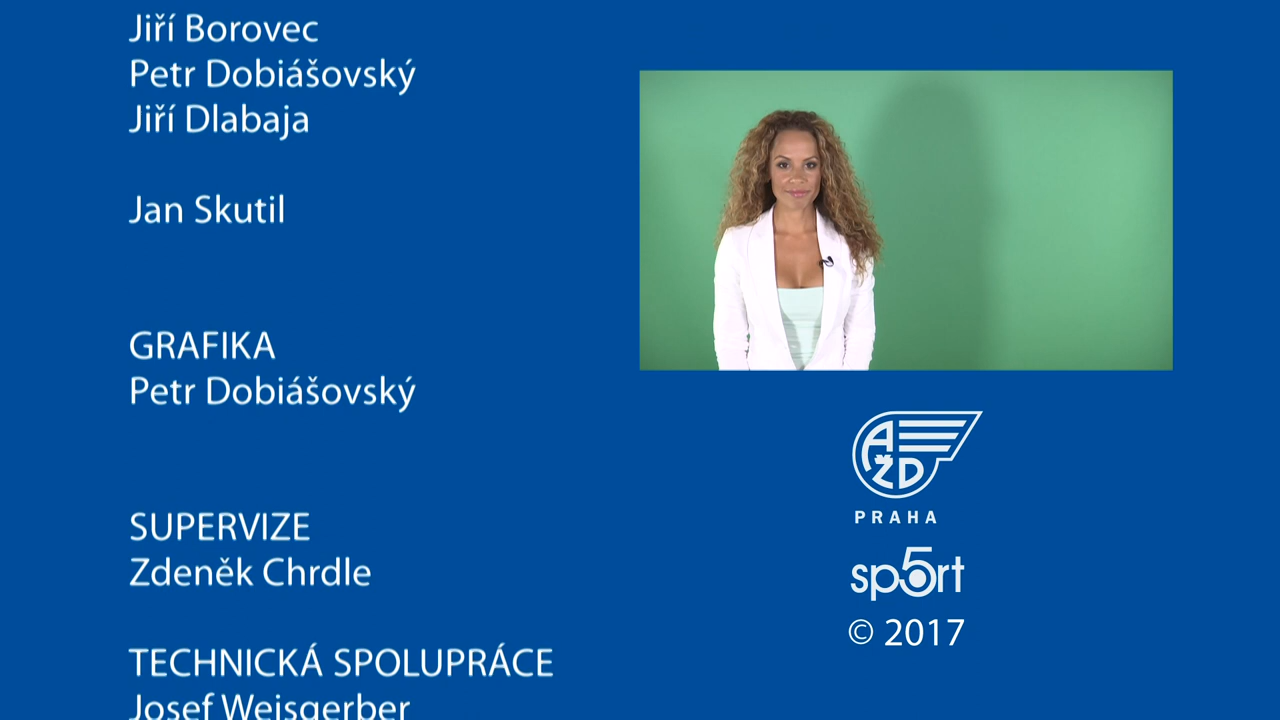 Jiří Borovec
Petr Dobiášovský
Jiří Dlabaja
Jan Skutil
GRAFIKA
Petr Dobiášovský
SUPERVIZE
Zdeněk Chrdle
TECHNICKÁ SPOLUPRÁCE
Josef Weisgerber
AŽD
PRAHA
sp5rt
© 2017